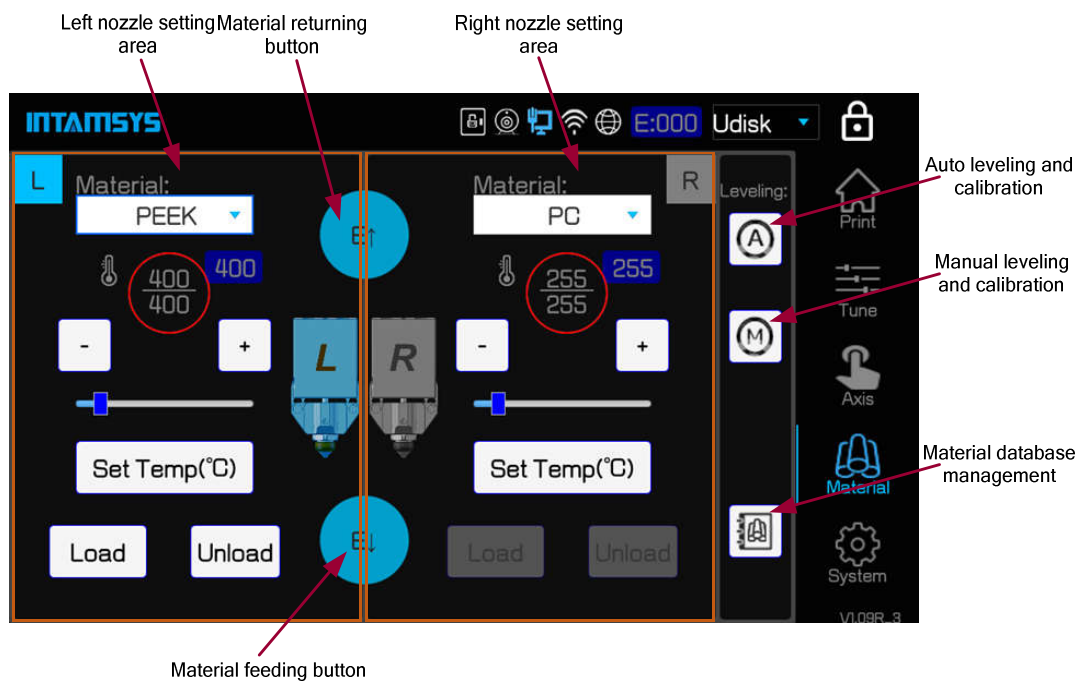 Left nozzle setting area
Material returning button
Right nozzle setting area
INTAMSYS
E:000
Udisk
L
Material:
PEEK
400
400
400
-
+
Set Temp(°C)
Load
Unload
E↑
L
R
E↓
Material:
R
PC
255
255
255
-
+
Set Temp(°C)
Load
Unload
Leveling:
A
M
Print
Tune
Axis
Material
System
V1.09R_3
Auto leveling and
calibration
Manual leveling
and calibration
Material database
management
Material feeding button